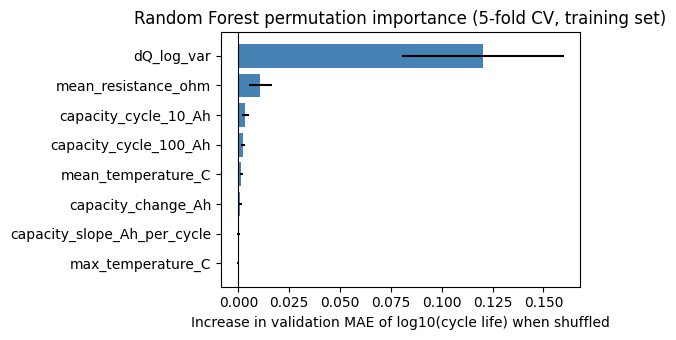 Random Forest permutation importance (5-fold CV, training set)
dQ_log_var
mean_resistance_ohm
capacity_cycle_10_Ah
capacity_cycle_100_Ah
mean_temperature_C
capacity_change_Ah
capacity_slope_Ah_per_cycle
max_temperature_C
0.000 0.025 0.050 0.075 0.100 0.125 0.150
Increase in validation MAE of log10(cycle life) when shuffled